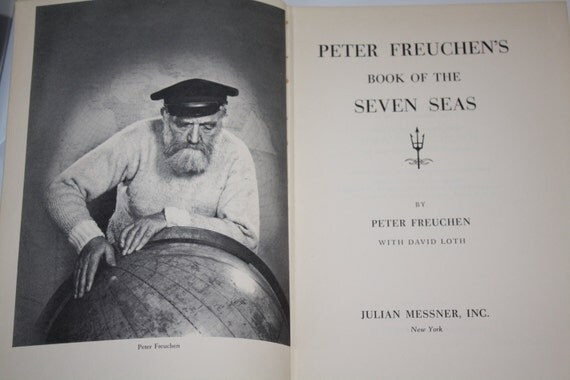 Peter Freuchen
PETER FREUCHEN'S
BOOK OF THE
SEVEN SEAS
BY
PETER FREUCHEN
WITH DAVID LOTH
JULIAN MESSNER, INC.
New York